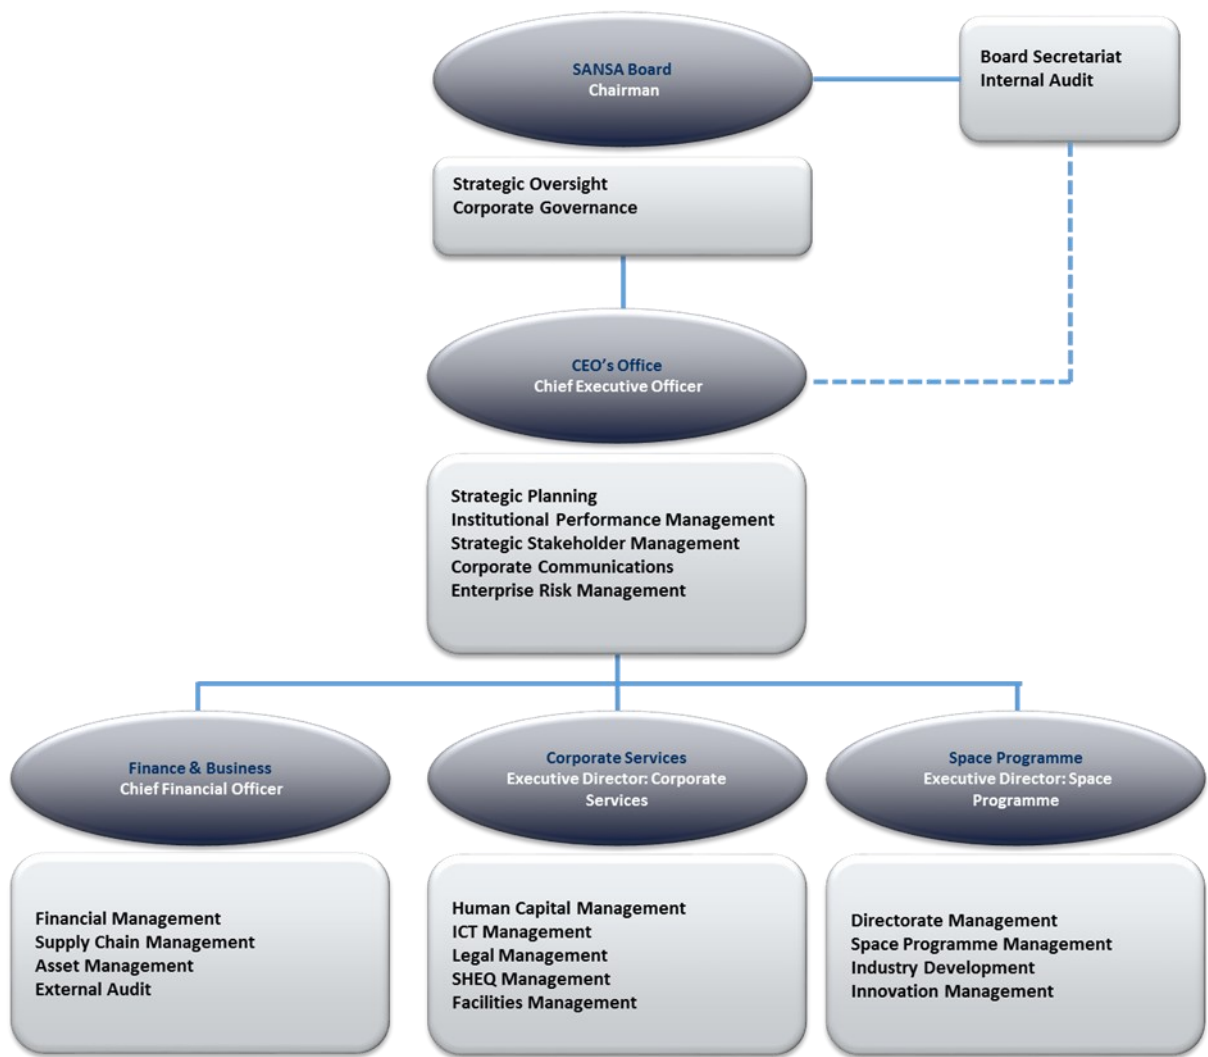 SANSA Board
Chairman
Board Secretariat
Internal Audit
Strategic Oversight
Corporate Governance
CEO's Office
Chief Executive Officer
Strategic Planning
Institutional Performance Management
Strategic Stakeholder Management
Corporate Communications
Enterprise Risk Management
Finance & Business
Chief Financial Officer
Corporate Services
Executive Director: Corporate
Services
Space Programme
Executive Director: Space
Programme
Financial Management
Supply Chain Management
Asset Management
External Audit
Human Capital Management
ICT Management
Legal Management
SHEQ Management
Facilities Management
Directorate Management
Space Programme Management
Industry Development
Innovation Management